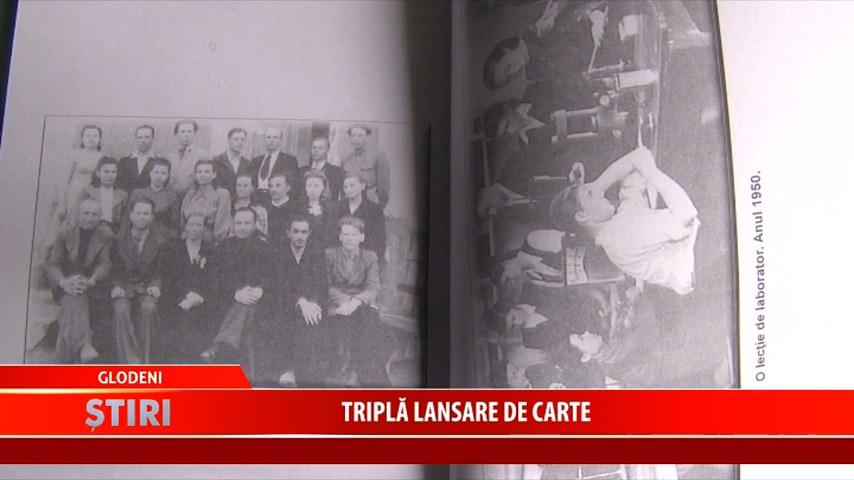 O lecție de laborator. Anul 1950.
GLODENI
ȘTIRI
TRIPLĂ LANSARE DE CARTE